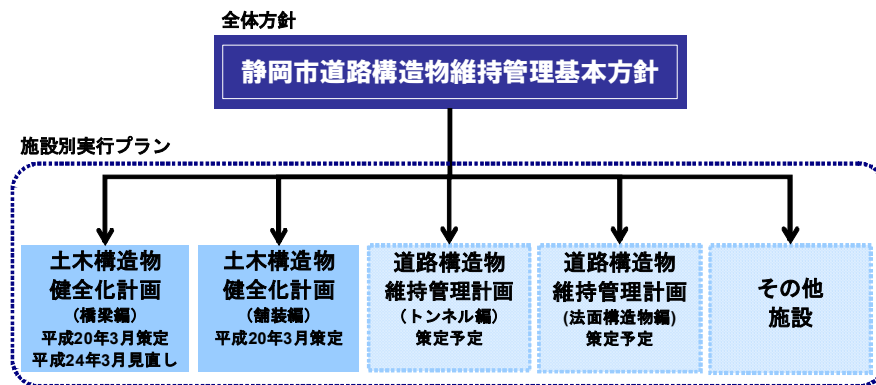 全体方針
静岡市道路構造物維持管理基本方針
施設別実行プラン
土木構造物
健全化計画
（橋梁編）
平成20年3月策定
平成24年3月見直し
土木構造物
健全化計画
（舗装編）
平成20年3月策定
道路構造物
維持管理計画
（トンネル編）
策定予定
道路構造物
維持管理計画
(法面構造物編)
策定予定
その他
施設